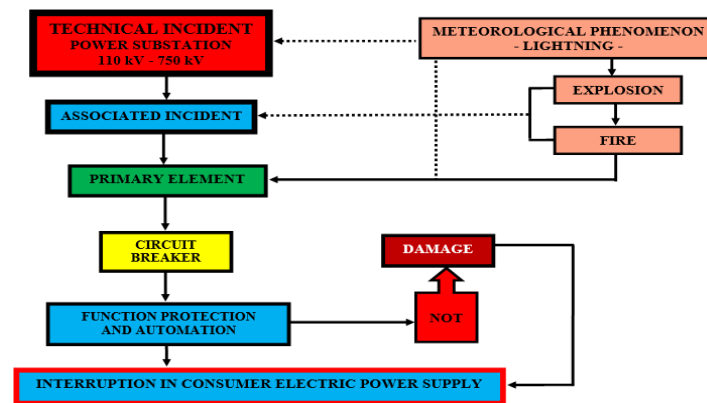 TECHNICAL INCIDENT
POWER SUBSTATION
110 kV - 750 kV
METEOROLOGICAL PHENOMENON
- LIGHTNING -
EXPLOSION
ASSOCIATED INCIDENT
FIRE
PRIMARY ELEMENT
CIRCUIT
BREAKER
DAMAGE
FUNCTION PROTECTION
AND AUTOMATION
NOT
INTERRUPTION IN CONSUMER ELECTRIC POWER SUPPLY